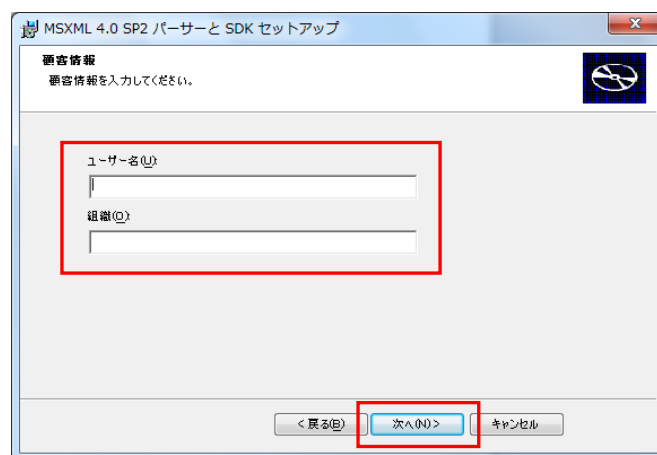 MSXML 4.0 SP2 パーサーと SDK セットアップ
顧客情報
顧客情報を入力してください。
ユーザー名(U):
組織(O):
< 戻る(B)
次へ(N) >
キャンセル